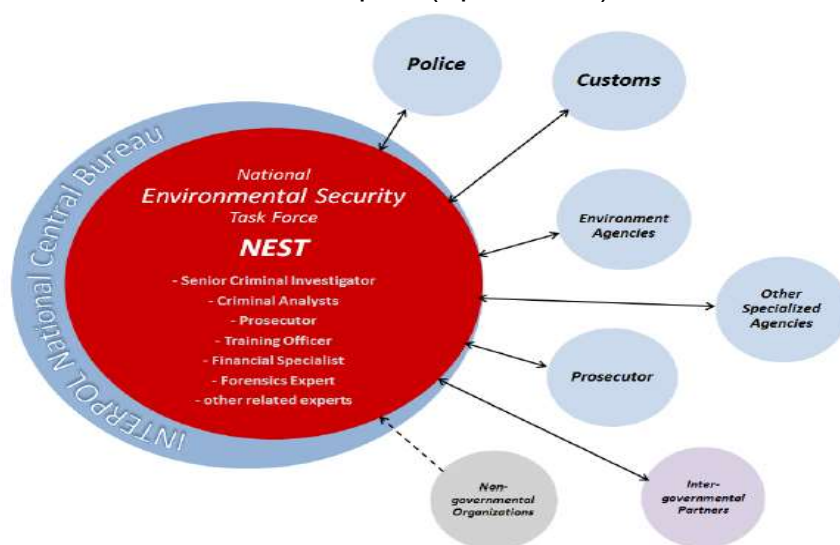 Police
Customs
INTERPOL National Central Bureau
National
Environmental Security
Task Force
NEST
- Senior Criminal Investigator
- Criminal Analysts
- Prosecutor
- Training Officer
- Financial Specialist
- Forensics Expert
- other related experts
Environment
Agencies
Other
Specialized
Agencies
Prosecutor
Non-
governmental
Organizations
Inter-
governmental
Partners